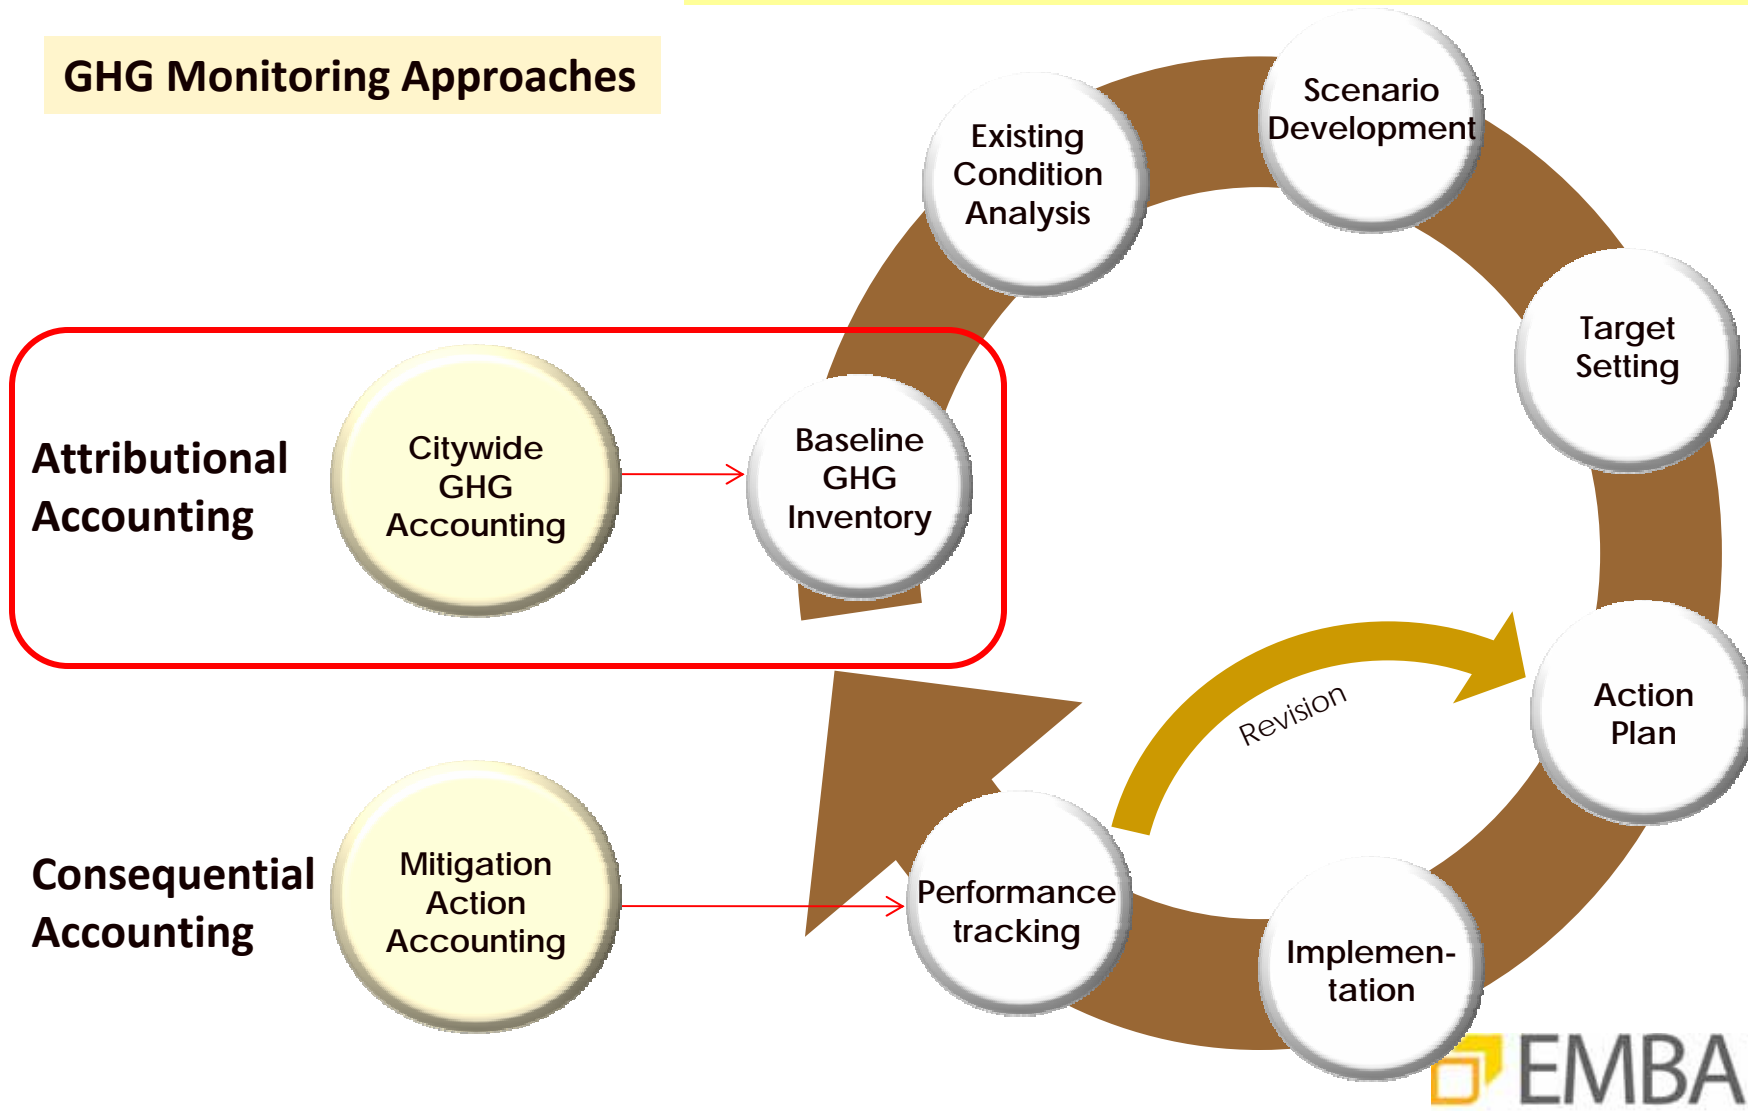 GHG Monitoring Approaches
Scenario
Development
Existing
Condition
Analysis
Target
Setting
Attributional
Accounting
Citywide
GHG
Accounting
Baseline
GHG
Inventory
Action
Plan
Revision
Consequential
Accounting
Mitigation
Action
Accounting
Performance
tracking
Implemen-
tation
EMBA